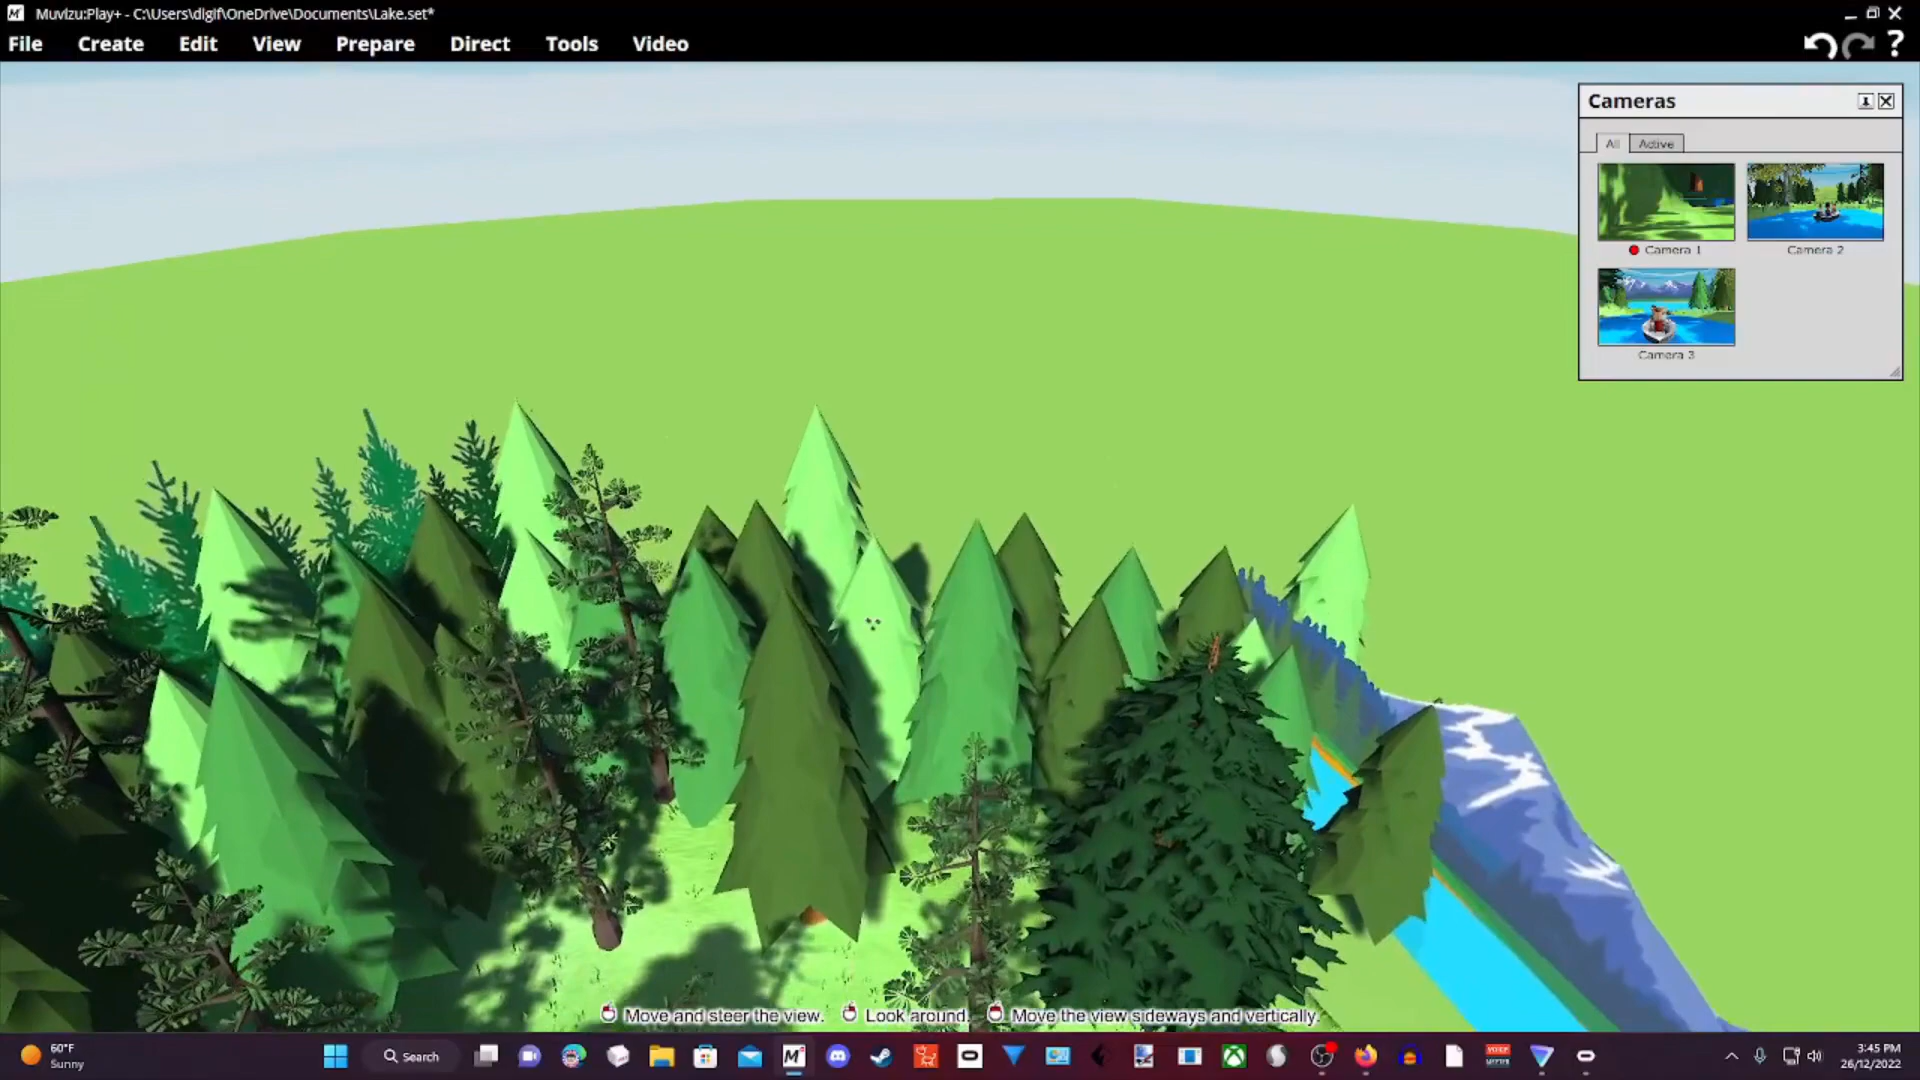 Muvizu:Play+ - C:\Users\digif\OneDrive\Documents\Lake.set*
File Create Edit View Prepare Direct Tools Video
?
Cameras
All Active
Camera 1 Camera 2
Camera 3
Move and steer the view. Look around. Move the view sideways and vertically.
60°F
Sunny
Search
3:45 PM
26/12/2022